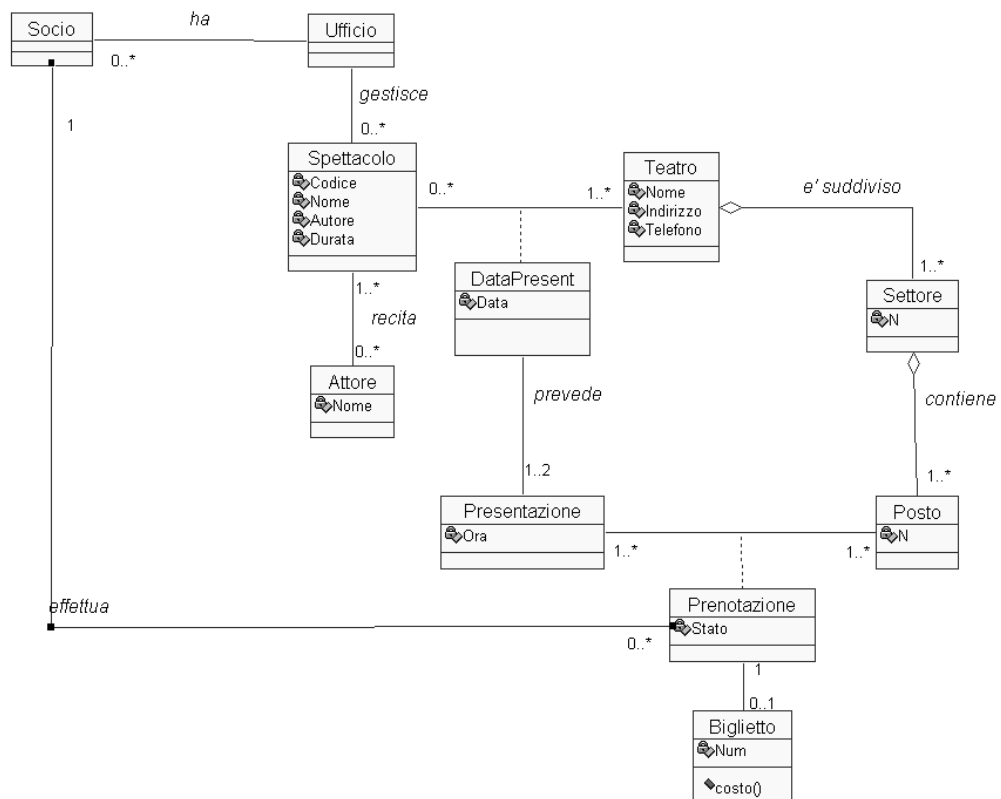 ha
Socio
Ufficio
0..*
gestisce
1
0..*
Spettacolo
Codice
Nome
Autore
Durata
0..*
1..*
Teatro
Nome
Indirizzo
Telefono
e' suddiviso
1..*
DataPresent
Data
Settore
N
1..*
recita
0..*
Attore
Nome
prevede
contiene
1..2
1..*
Presentazione
Ora
Posto
N
1..*
1..*
effettua
Prenotazione
Stato
0..*
1
0..1
Biglietto
Num
costo()